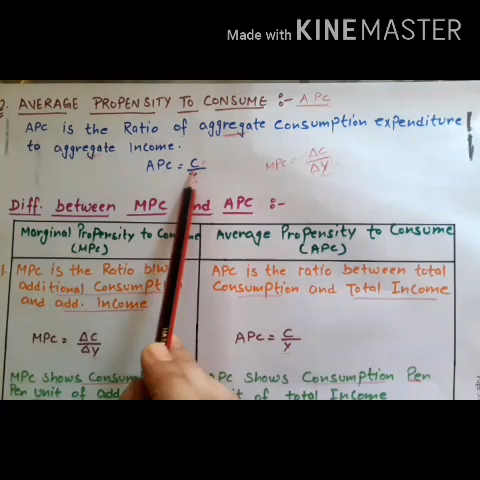 Made with KINEMASTER
2. AVERAGE PROPENSITY TO CONSUME :- APC
APC is the Ratio of aggregate Consumption expenditure
to aggregate Income.
APC = C
MPC = ΔC/ΔY
Diff. between MPC and APC :-
Marginal Propensity to Consume (MPC)
Average Propensity to Consume (APC)
1. MPC is the Ratio b/w
additional Consumption
and add. Income
APC is the ratio between total
Consumption and Total Income
MPC = ΔC/ΔY
APC = C/Y
MPC shows
Per unit of add
APC shows Consumption Per
of total Income